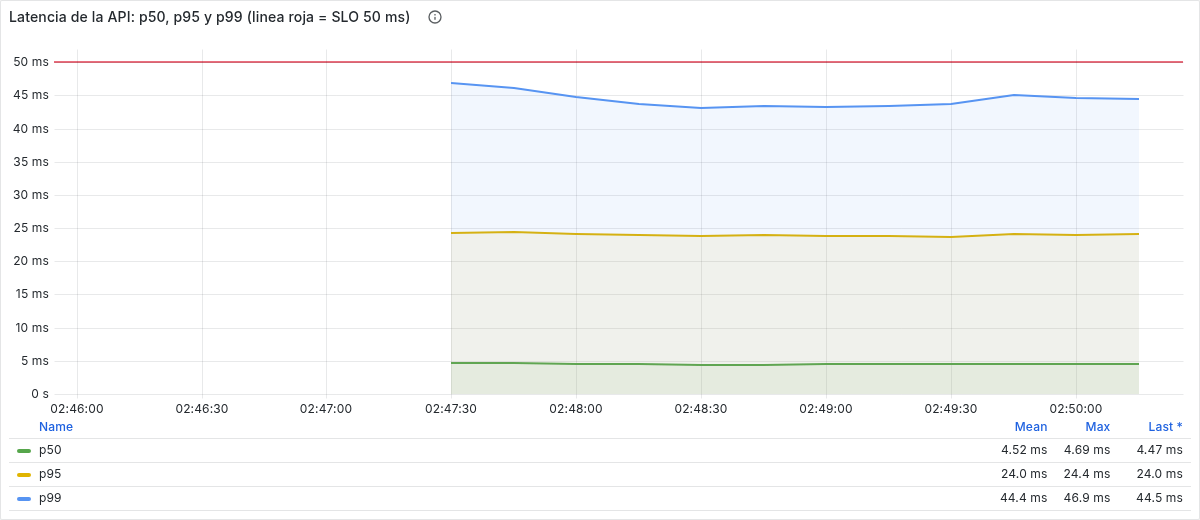 Latencia de la API: p50, p95 y p99 (linea roja = SLO 50 ms)
50 ms
45 ms
40 ms
35 ms
30 ms
25 ms
20 ms
15 ms
10 ms
5 ms
0 s
02:46:00 02:46:30 02:47:00 02:47:30 02:48:00 02:48:30 02:49:00 02:49:30 02:50:00
Name Mean Max Last *
p50 4.52 ms 4.69 ms 4.47 ms
p95 24.0 ms 24.4 ms 24.0 ms
p99 44.4 ms 46.9 ms 44.5 ms